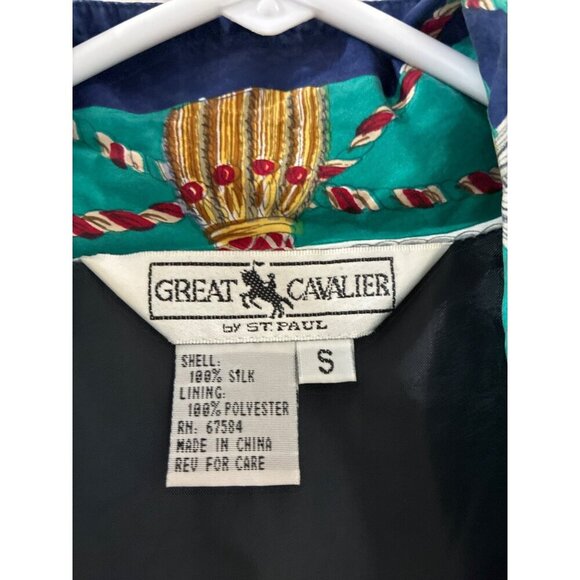 GREAT CAVALIER
by ST. PAUL
S
SHELL:
100% SILK
LINING:
100% POLYESTER
RN: 67584
MADE IN CHINA
REV FOR CARE